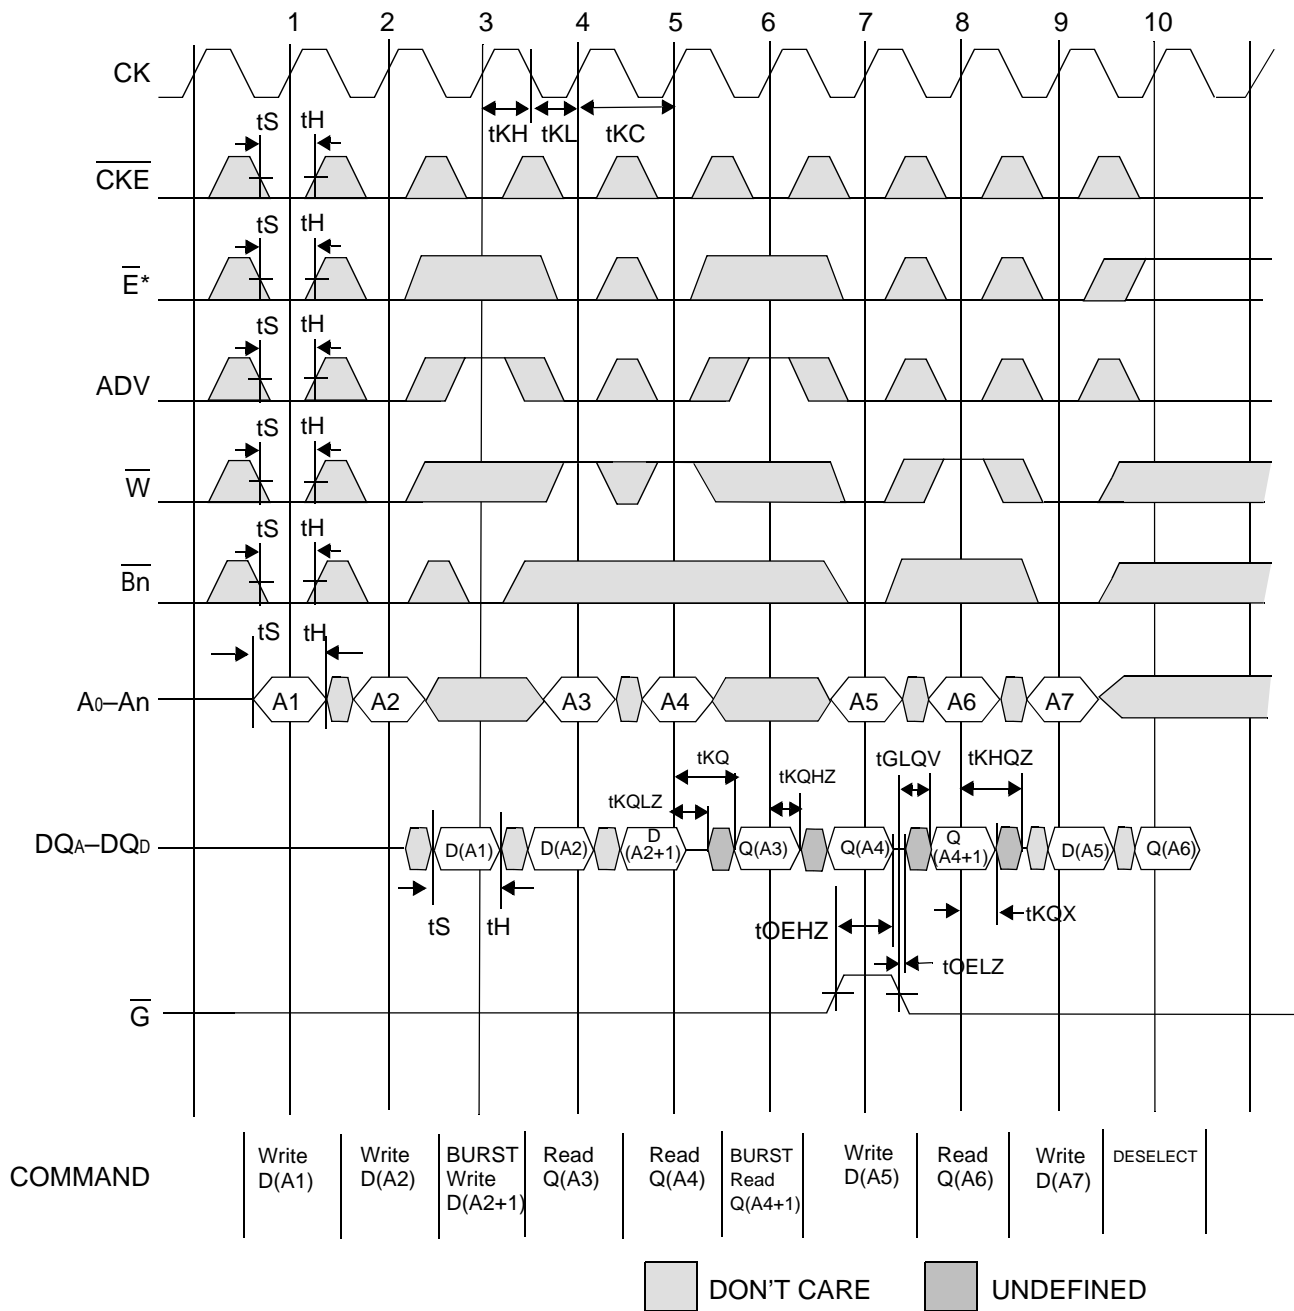 1 2 3 4 5 6 7 8 9 10
CK
tKH tKL tKC
tS tH
CKE
tS tH
E*
tS tH
ADV
tS tH
W
tS tH
Bn
tS tH
A0–An A1 A2 A3 A4 A5 A6 A7
tKQ tKQHZ tGLQV tKHQZ
tKQLZ
DQA–DQD D(A1) D(A2) D (A2+1) Q(A3) Q(A4) Q (A4+1) D(A5) Q(A6)
tS tH tOEHZ tKQX
tOELZ
G
COMMAND
Write
D(A1)
Write
D(A2)
BURST
Write
D(A2+1)
Read
Q(A3)
Read
Q(A4)
BURST
Read
Q(A4+1)
Write
D(A5)
Read
Q(A6)
Write
D(A7)
DESELECT
DON'T CARE
UNDEFINED